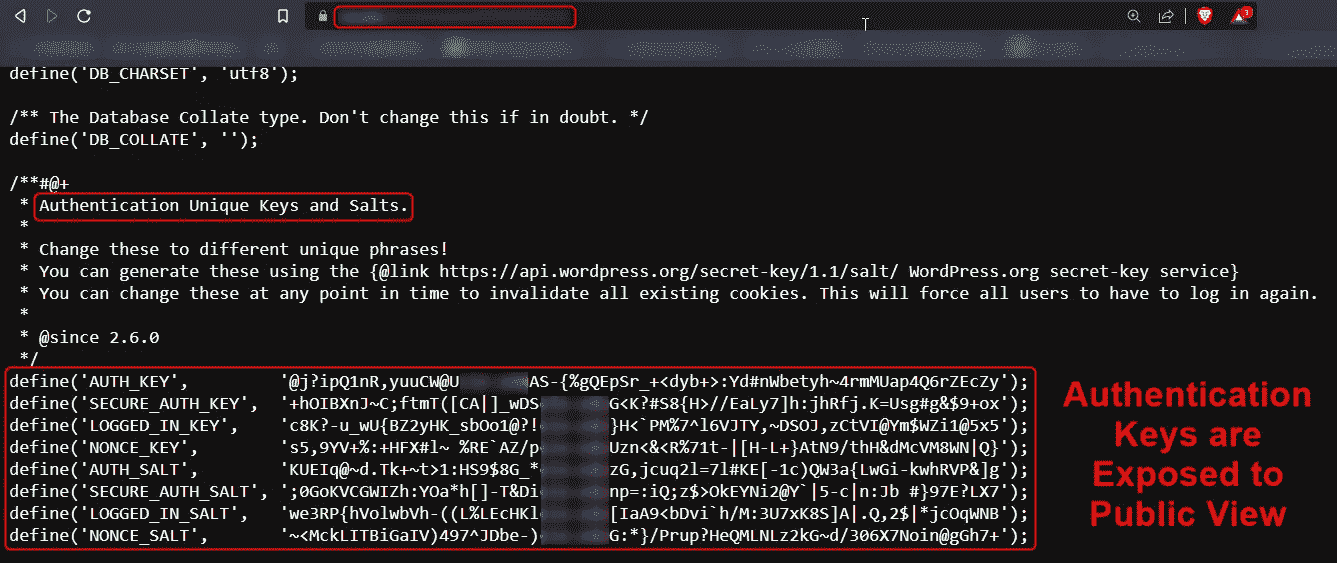 define('DB_CHARSET', 'utf8');
/** The Database Collate type. Don't change this if in doubt. */
define('DB_COLLATE', '');
/**#@+
* Authentication Unique Keys and Salts.
*
* Change these to different unique phrases!
* You can generate these using the {@link https://api.wordpress.org/secret-key/1.1/salt/ WordPress.org secret-key service}
* You can change these at any point in time to invalidate all existing cookies. This will force all users to have to log in again.
*
* @since 2.6.0
*/
define('AUTH_KEY', '@j?ipQ1nR,yuuCW@U AS-{%gQEpSr_+<dyb+>:Yd#nWbetyh~4rmMUap4Q6rZEcZy');
define('SECURE_AUTH_KEY', '+hOIBXnJ~C;ftmT([CA|]_wDS G<K?#S8{H>//EaLy7]h:jhRfj.K=Usg#g&$9+ox');
define('LOGGED_IN_KEY', 'c8K?-u_wU{BZ2yHK_sbOo1@?! }H<`PM%7^l6VJTY,~DSOJ,zCtVI@Ym$WZi1@5x5');
define('NONCE_KEY', 's5,9YV+%:+HFX#l~ %RE`AZ/p Uzn<&<R%71t-|[H-L+}AtN9/thH&dMcVM8WN|Q}');
define('AUTH_SALT', 'KUEIq@~d.Tk+~t>1:HS9$8G_* zG,jcuq2l=7l#KE[-1c)QW3a{LwGi-kwhRVP&]g');
define('SECURE_AUTH_SALT', ';0GoKVCGWIZh:YOa*h[]-T&Di np=:iQ;z$>OkEYNi2@Y`|5-c|n:Jb #}97E?LX7');
define('LOGGED_IN_SALT', 'we3RP{hVolwbVh-((L%LEcHKl [IaA9<bDvi`h/M:3U7xK8S]A|.Q,2$|*jcOqWNB');
define('NONCE_SALT', '~<MckLITBiGaIV)497^JDbe-) G:*}/Prup?HeQMLNLz2kG~d/306X7Noin@gGh7+');
Authentication
Keys are
Exposed to
Public View